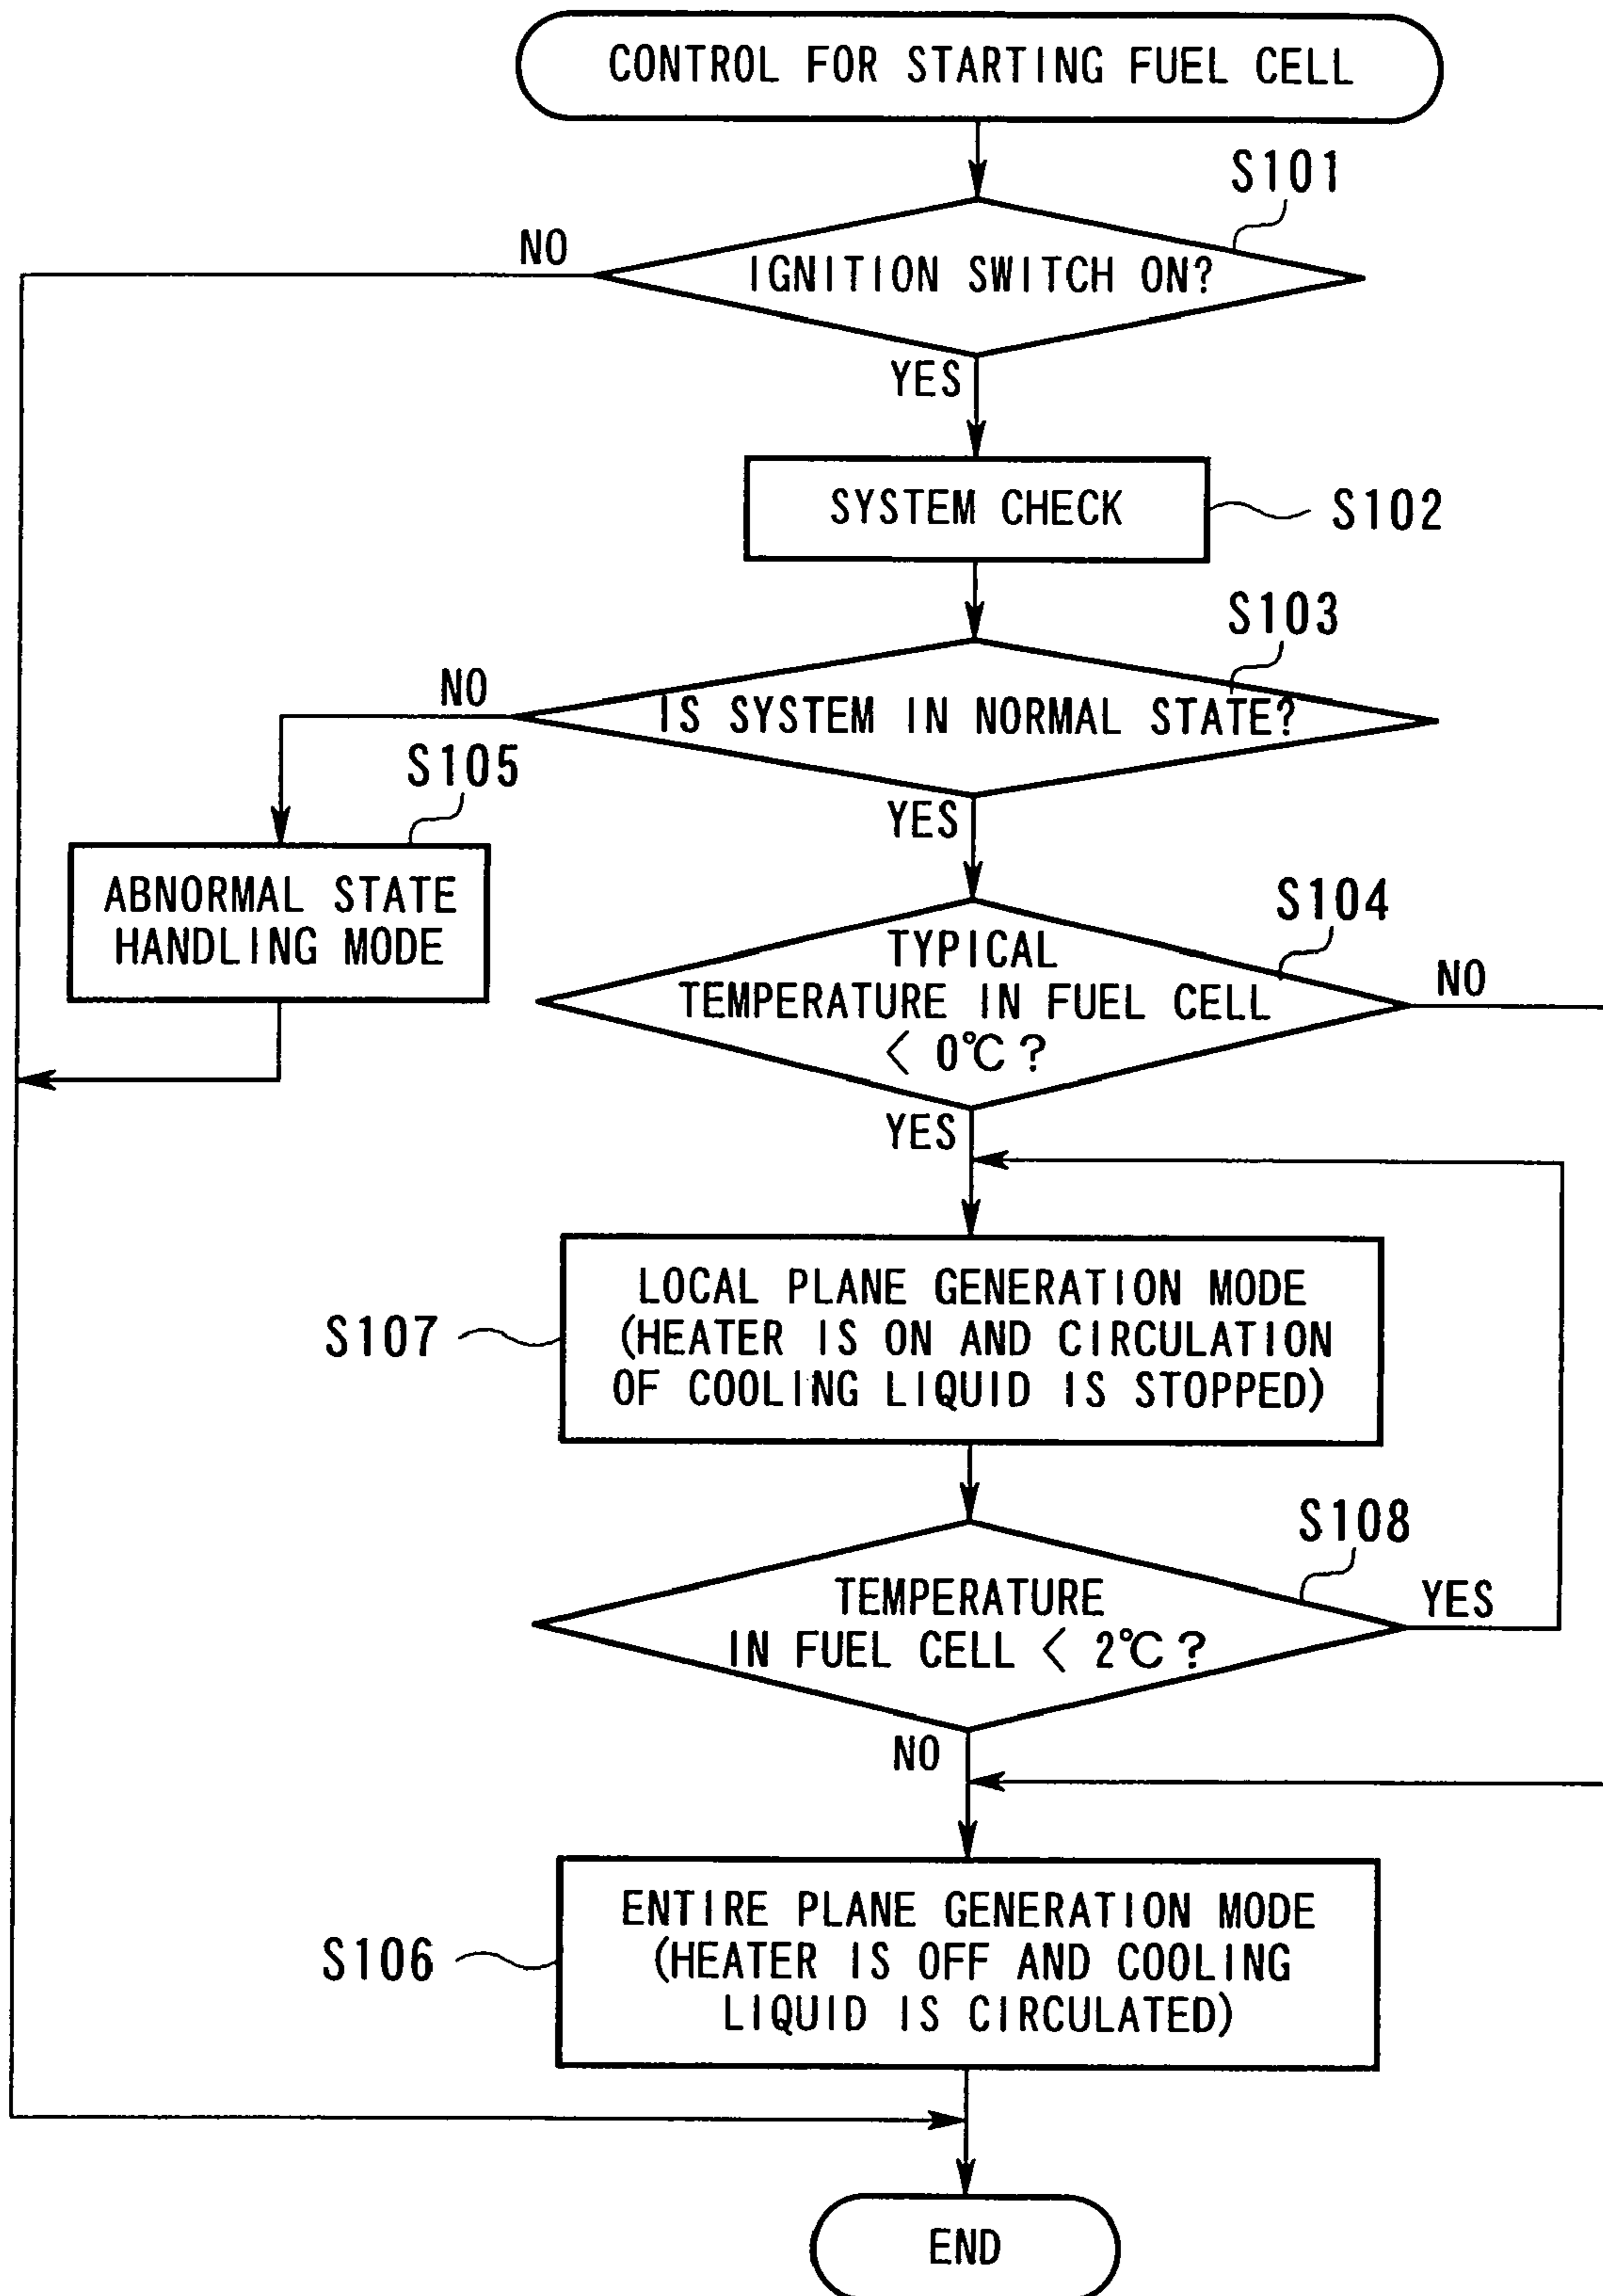 CONTROL FOR STARTING FUEL CELL
S101
NO
IGNITION SWITCH ON?
YES
SYSTEM CHECK
S102
S103
NO
IS SYSTEM IN NORMAL STATE?
S105
YES
ABNORMAL STATE
HANDLING MODE
S104
TYPICAL
TEMPERATURE IN FUEL CELL
< 0℃?
NO
YES
LOCAL PLANE GENERATION MODE
(HEATER IS ON AND CIRCULATION
OF COOLING LIQUID IS STOPPED)
S107
S108
TEMPERATURE
IN FUEL CELL < 2℃?
YES
NO
ENTIRE PLANE GENERATION MODE
(HEATER IS OFF AND COOLING
LIQUID IS CIRCULATED)
S106
END